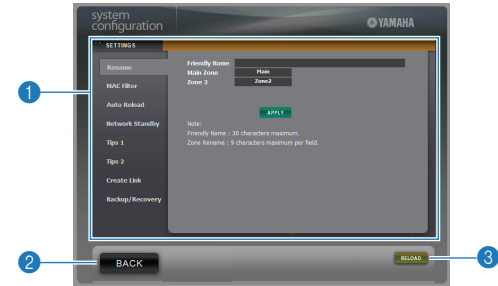 system
configuration
YAMAHA
SETTINGS
Rename
MAC Filter
Auto Reload
Network Standby
Tips 1
Tips 2
Create Link
Backup/Recovery
Friendly Name
Main Zone Main
Zone 2 Zone2
APPLY
Note:
Friendly Name : 30 characters maximum.
Zone Rename : 9 characters maximum per field.
1
2
BACK
RELOAD
3